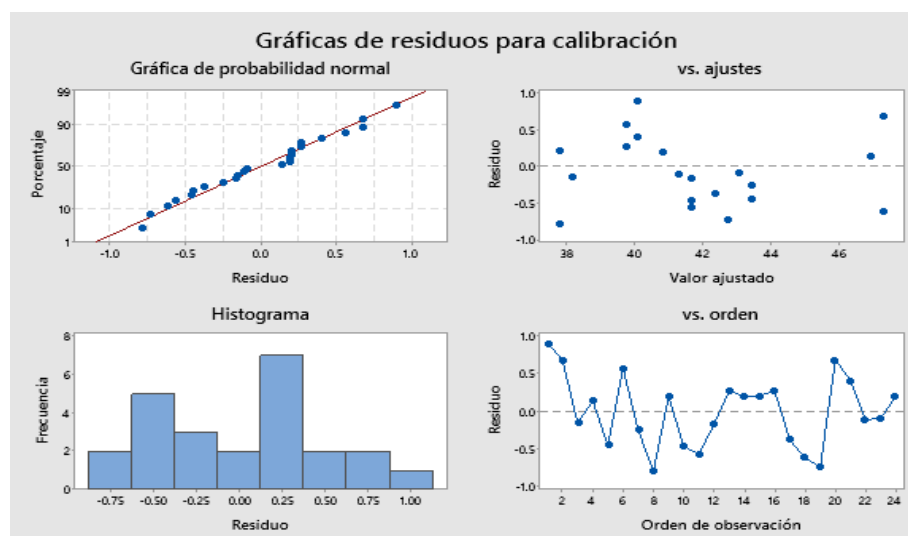 Gráficas de residuos para calibración
Gráfica de probabilidad normal
99
90
50
10
1
Porcentaje
-1.0 -0.5 0.0 0.5 1.0
Residuo
vs. ajustes
1.0
0.5
0.0
-0.5
-1.0
Residuo
38 40 42 44 46
Valor ajustado
Histograma
8
6
4
2
0
Frecuencia
-0.75 -0.50 -0.25 0.00 0.25 0.50 0.75 1.00
Residuo
vs. orden
1.0
0.5
0.0
-0.5
-1.0
Residuo
2 4 6 8 10 12 14 16 18 20 22 24
Orden de observación